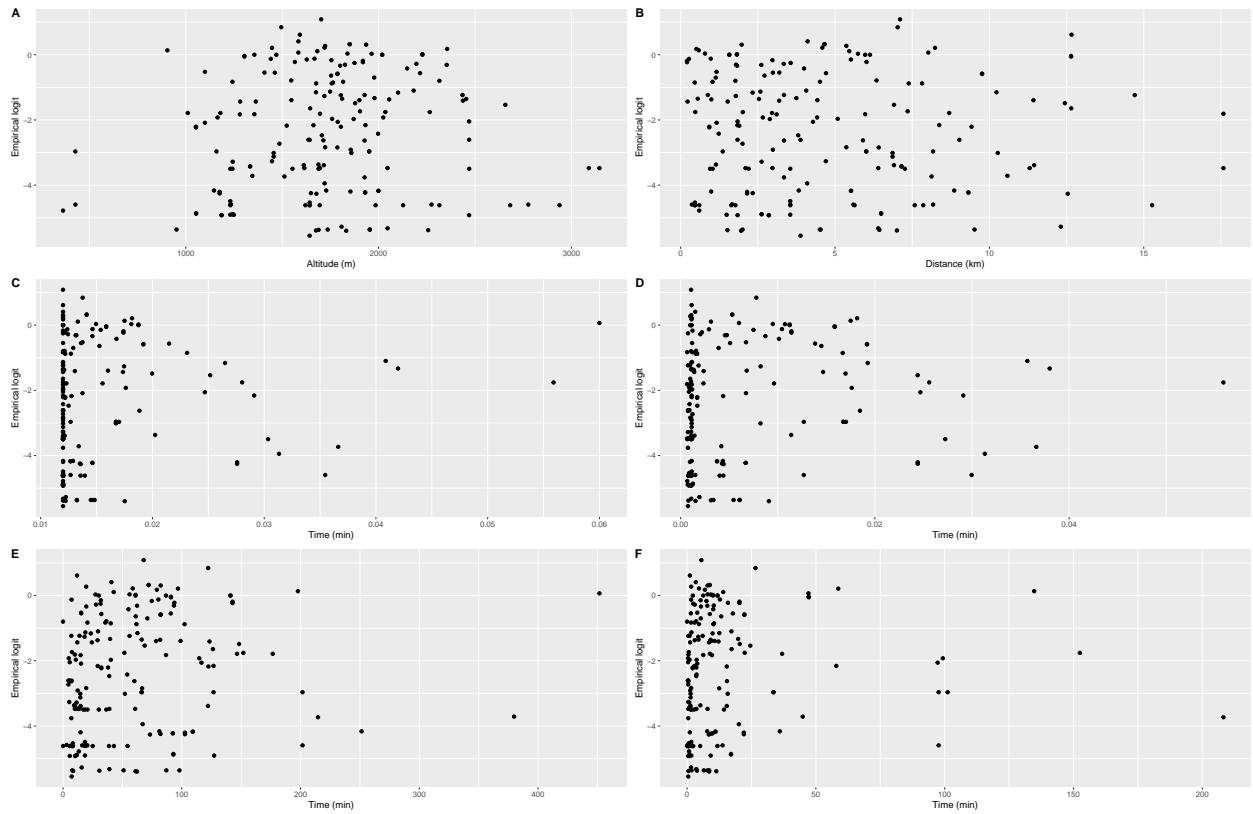 A
Empirical logit
0
−2
−4
1000
2000
3000
Altitude (m)
B
Empirical logit
0
−2
−4
0
5
10
15
Distance (km)
C
Empirical logit
0
−2
−4
0.01
0.02
0.03
0.04
0.05
0.06
Time (min)
D
Empirical logit
0
−2
−4
0.00
0.02
0.04
Time (min)
E
Empirical logit
0
−2
−4
0
100
200
300
400
Time (min)
F
Empirical logit
0
−2
−4
0
50
100
150
200
Time (min)